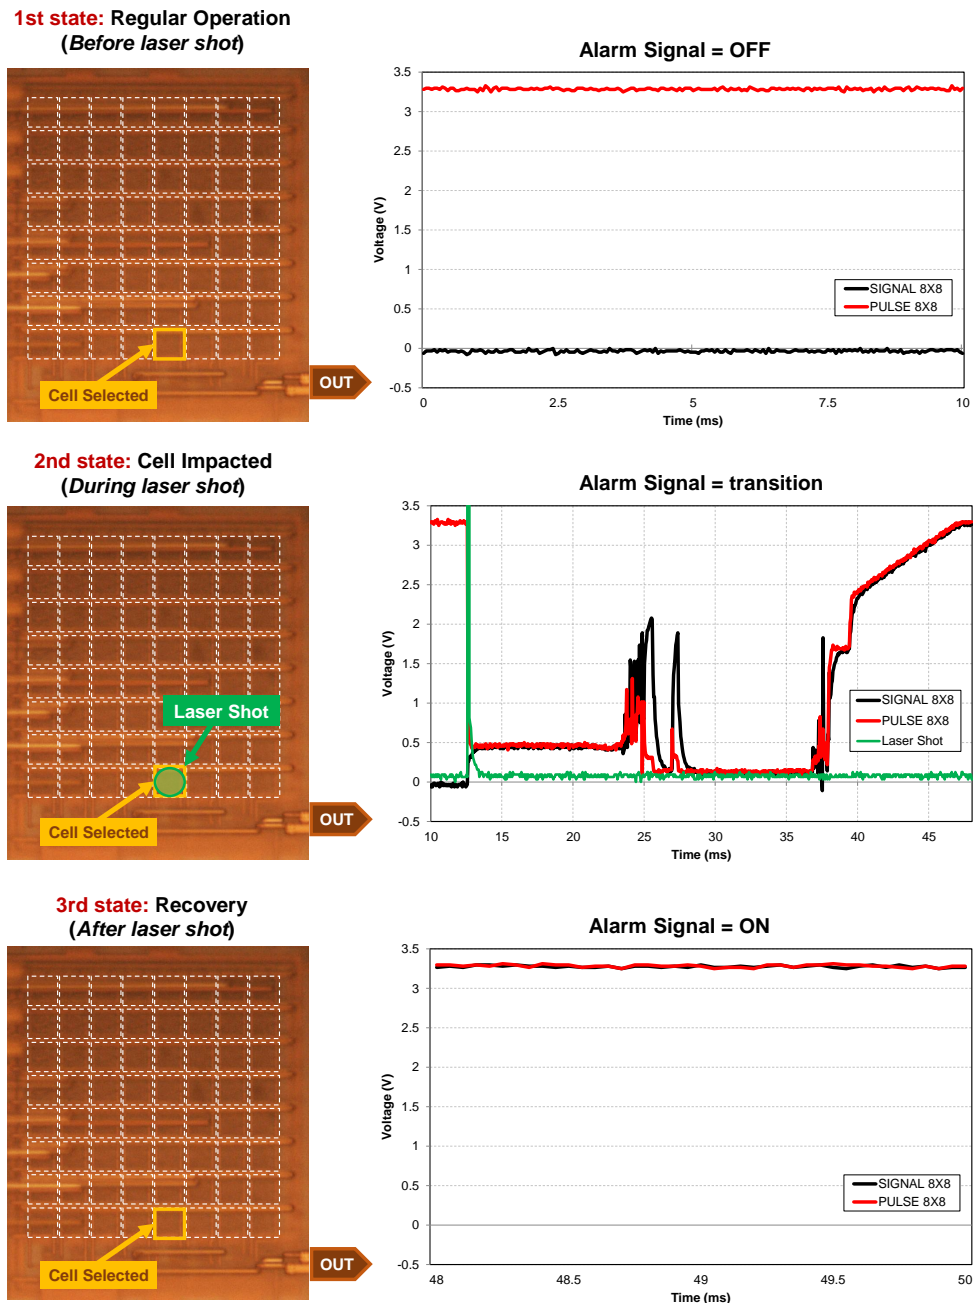 1st state: Regular Operation
(Before laser shot)
Cell Selected
OUT
Alarm Signal = OFF
Voltage (V)
3.5
3
2.5
2
1.5
1
0.5
0
-0.5
SIGNAL 8X8
PULSE 8X8
0 2.5 5 7.5 10
Time (ms)
2nd state: Cell Impacted
(During laser shot)
Laser Shot
Cell Selected
OUT
Alarm Signal = transition
Voltage (V)
3.5
3
2.5
2
1.5
1
0.5
0
-0.5
SIGNAL 8X8
PULSE 8X8
Laser Shot
10 15 20 25 30 35 40 45
Time (ms)
3rd state: Recovery
(After laser shot)
Cell Selected
OUT
Alarm Signal = ON
Voltage (V)
3.5
3
2.5
2
1.5
1
0.5
0
-0.5
SIGNAL 8X8
PULSE 8X8
48 48.5 49 49.5 50
Time (ms)